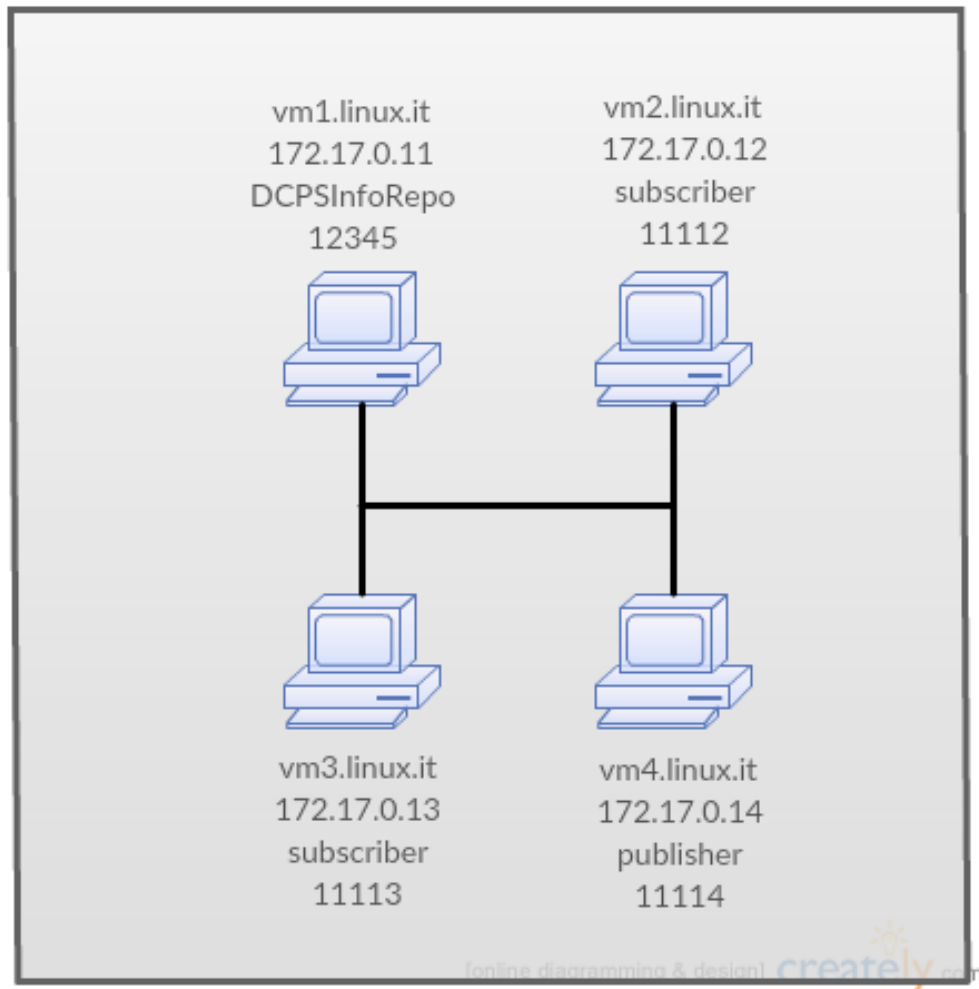 vm1.linux.it
172.17.0.11
DCPSInfoRepo
12345
vm2.linux.it
172.17.0.12
subscriber
11112
vm3.linux.it
172.17.0.13
subscriber
11113
vm4.linux.it
172.17.0.14
publisher
11114
[online diagramming & design] creately.com